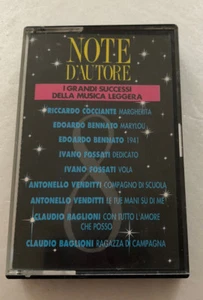 NOTE
D'AUTORE
I GRANDI SUCCESSI
DELLA MUSICA LEGGERA
RICCARDO COCCIANTE MARGHERITA
EDOARDO BENNATO MARYLOU
EDOARDO BENNATO 1941
IVANO FOSSATI DEDICATO
IVANO FOSSATI VOLA
ANTONELLO VENDITTI COMPAGNO DI SCUOLA
ANTONELLO VENDITTI LE TUE MANI SU DI ME
CLAUDIO BAGLIONI CON TUTTO L'AMORE
CHE POSSO
CLAUDIO BAGLIONI RAGAZZA DI CAMPAGNA
8